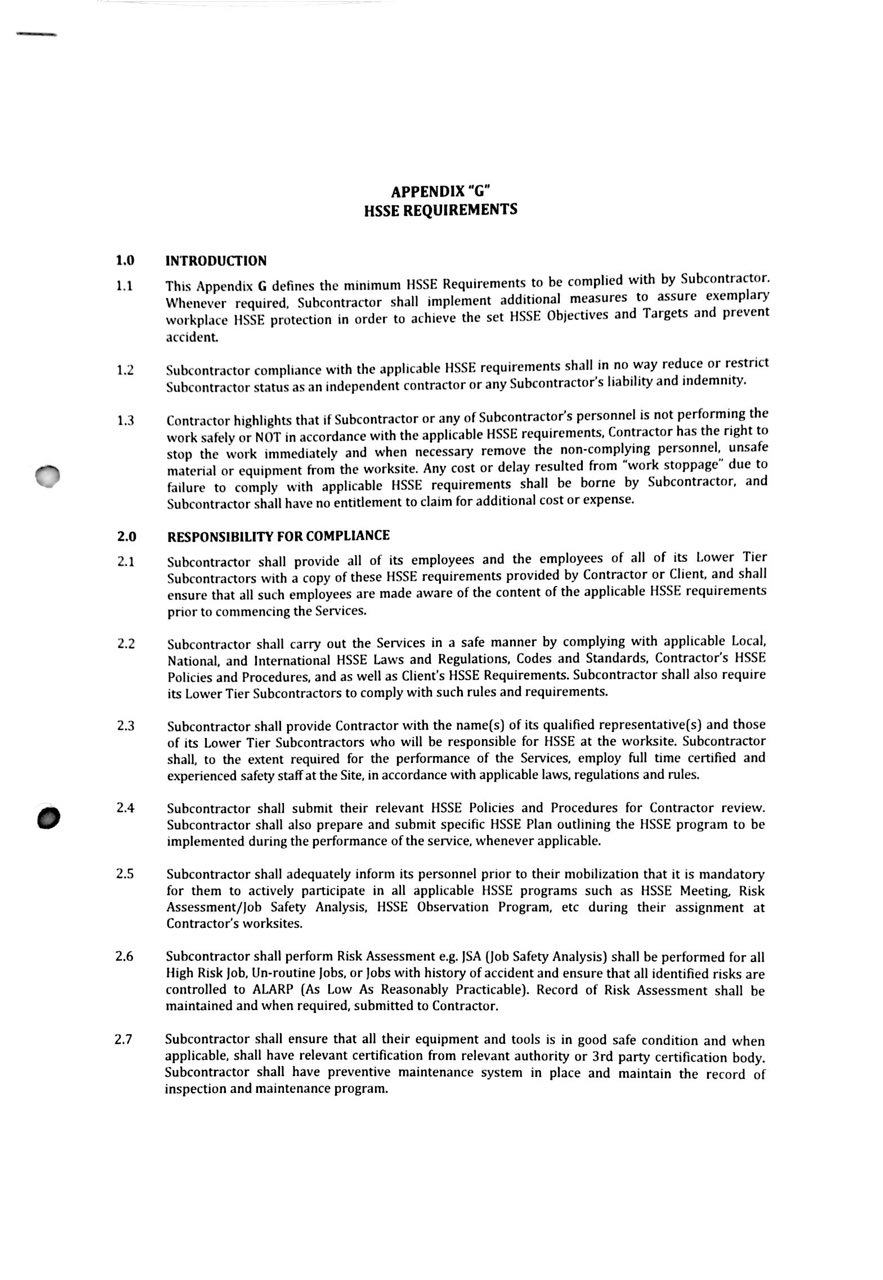 APPENDIX "G"
HSSE REQUIREMENTS
1.0 INTRODUCTION
1.1 This Appendix G defines the minimum HSSE Requirements to be complied with by Subcontractor.
Whenever required, Subcontractor shall implement additional measures to assure exemplary
workplace HSSE protection in order to achieve the set HSSE Objectives and Targets and prevent
accident.
1.2 Subcontractor compliance with the applicable HSSE requirements shall in no way reduce or restrict
Subcontractor status as an independent contractor or any Subcontractor's liability and indemnity.
1.3 Contractor highlights that if Subcontractor or any of Subcontractor's personnel is not performing the
work safely or NOT in accordance with the applicable HSSE requirements, Contractor has the right to
stop the work immediately and when necessary remove the non-complying personnel, unsafe
material or equipment from the worksite. Any cost or delay resulted from "work stoppage" due to
failure to comply with applicable HSSE requirements shall be borne by Subcontractor, and
Subcontractor shall have no entitlement to claim for additional cost or expense.
2.0 RESPONSIBILITY FOR COMPLIANCE
2.1 Subcontractor shall provide all of its employees and the employees of all of its Lower Tier
Subcontractors with a copy of these HSSE requirements provided by Contractor or Client, and shall
ensure that all such employees are made aware of the content of the applicable HSSE requirements
prior to commencing the Services.
2.2 Subcontractor shall carry out the Services in a safe manner by complying with applicable Local,
National, and International HSSE Laws and Regulations, Codes and Standards, Contractor's HSSE
Policies and Procedures, and as well as Client's HSSE Requirements. Subcontractor shall also require
its Lower Tier Subcontractors to comply with such rules and requirements.
2.3 Subcontractor shall provide Contractor with the name(s) of its qualified representative(s) and those
of its Lower Tier Subcontractors who will be responsible for HSSE at the worksite. Subcontractor
shall, to the extent required for the performance of the Services, employ full time certified and
experienced safety staff at the Site, in accordance with applicable laws, regulations and rules.
2.4 Subcontractor shall submit their relevant HSSE Policies and Procedures for Contractor review.
Subcontractor shall also prepare and submit specific HSSE Plan outlining the HSSE program to be
implemented during the performance of the service, whenever applicable.
2.5 Subcontractor shall adequately inform its personnel prior to their mobilization that it is mandatory
for them to actively participate in all applicable HSSE programs such as HSSE Meeting, Risk
Assessment/Job Safety Analysis, HSSE Observation Program, etc during their assignment at
Contractor's worksites.
2.6 Subcontractor shall perform Risk Assessment e.g. JSA (Job Safety Analysis) shall be performed for all
High Risk Job, Un-routine Jobs, or Jobs with history of accident and ensure that all identified risks are
controlled to ALARP (As Low As Reasonably Practicable). Record of Risk Assessment shall be
maintained and when required, submitted to Contractor.
2.7 Subcontractor shall ensure that all their equipment and tools is in good safe condition and when
applicable, shall have relevant certification from relevant authority or 3rd party certification body.
Subcontractor shall have preventive maintenance system in place and maintain the record of
inspection and maintenance program.